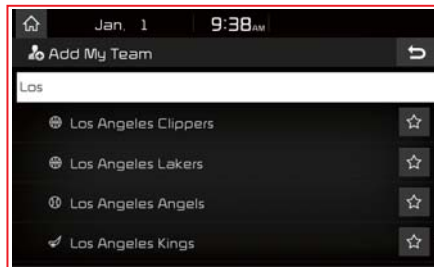 Jan. 1 9:38AM
Add My Team
Los
Los Angeles Clippers
Los Angeles Lakers
Los Angeles Angels
Los Angeles Kings